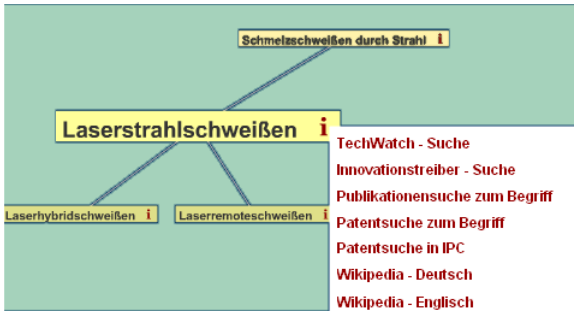 Schmelzschweißen durch Strahl i
Laserstrahlschweißen i
Laserhybridschweißen i
Laserremoteschweißen i
TechWatch - Suche
Innovationstreiber - Suche
Publikationensuche zum Begriff
Patentsuche zum Begriff
Patentsuche in IPC
Wikipedia - Deutsch
Wikipedia - Englisch